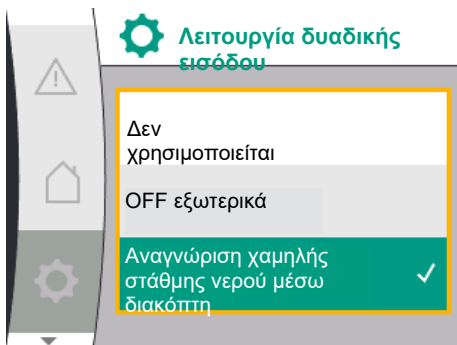 Λειτουργία δυαδικής
εισόδου
Δεν
χρησιμοποιείται
OFF εξωτερικά
Αναγνώριση χαμηλής
στάθμης νερού μέσω
διακόπτη